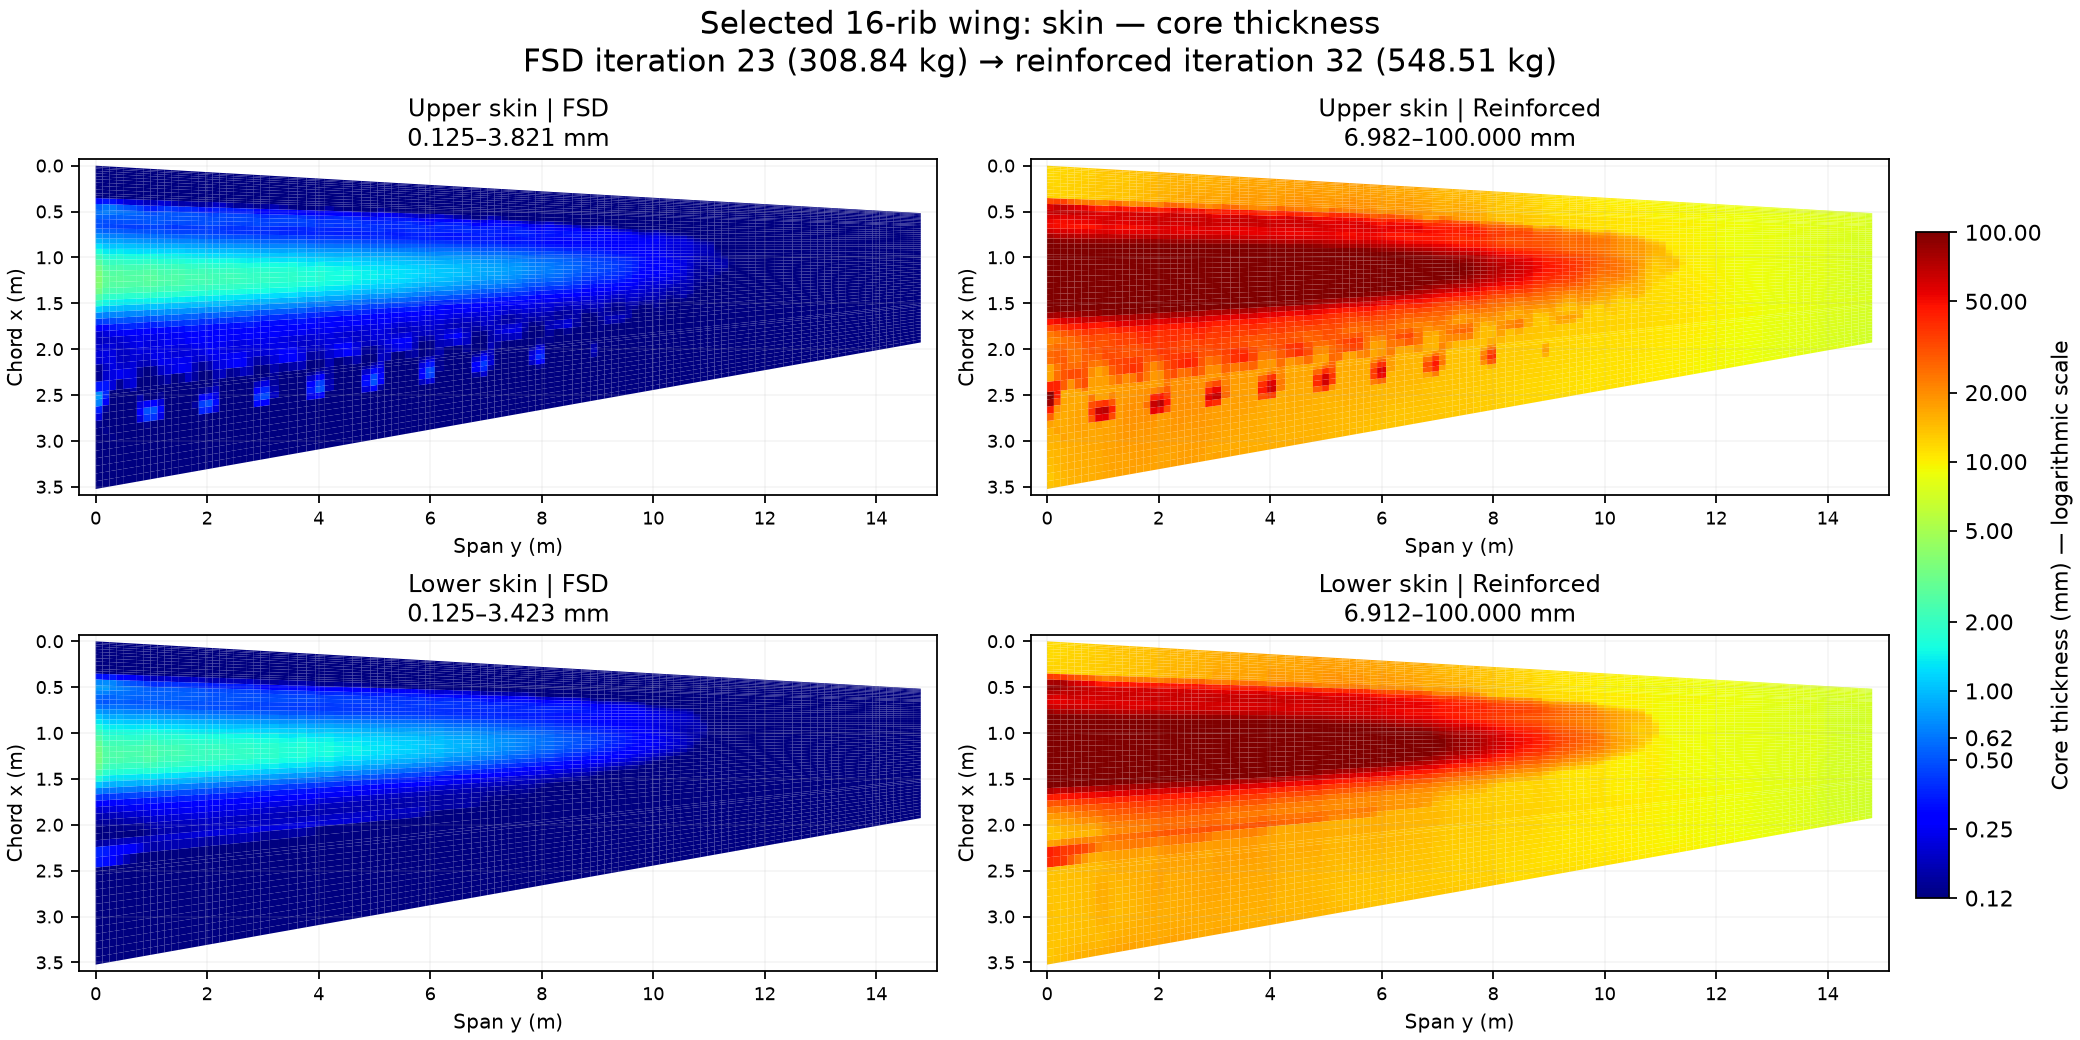 Selected 16-rib wing: skin — core thickness
FSD iteration 23 (308.84 kg) → reinforced iteration 32 (548.51 kg)
Upper skin | FSD
0.125–3.821 mm
0.0
0.5
1.0
1.5
2.0
2.5
3.0
3.5
Chord x (m)
0 2 4 6 8 10 12 14
Span y (m)
Upper skin | Reinforced
6.982–100.000 mm
0.0
0.5
1.0
1.5
2.0
2.5
3.0
3.5
Chord x (m)
0 2 4 6 8 10 12 14
Span y (m)
Lower skin | FSD
0.125–3.423 mm
0.0
0.5
1.0
1.5
2.0
2.5
3.0
3.5
Chord x (m)
0 2 4 6 8 10 12 14
Span y (m)
Lower skin | Reinforced
6.912–100.000 mm
0.0
0.5
1.0
1.5
2.0
2.5
3.0
3.5
Chord x (m)
0 2 4 6 8 10 12 14
Span y (m)
100.00
50.00
20.00
10.00
5.00
2.00
1.00
0.62
0.50
0.25
0.12
Core thickness (mm) — logarithmic scale